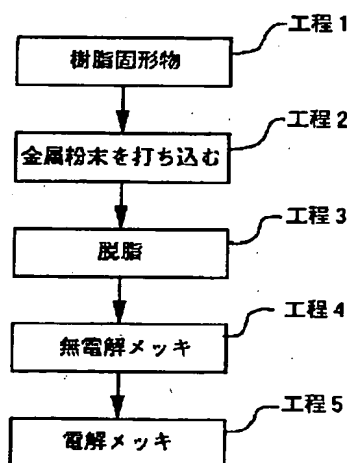 工程1
樹脂固形物
工程2
金属粉末を打ち込む
工程3
脱脂
工程4
無電解メッキ
工程5
電解メッキ